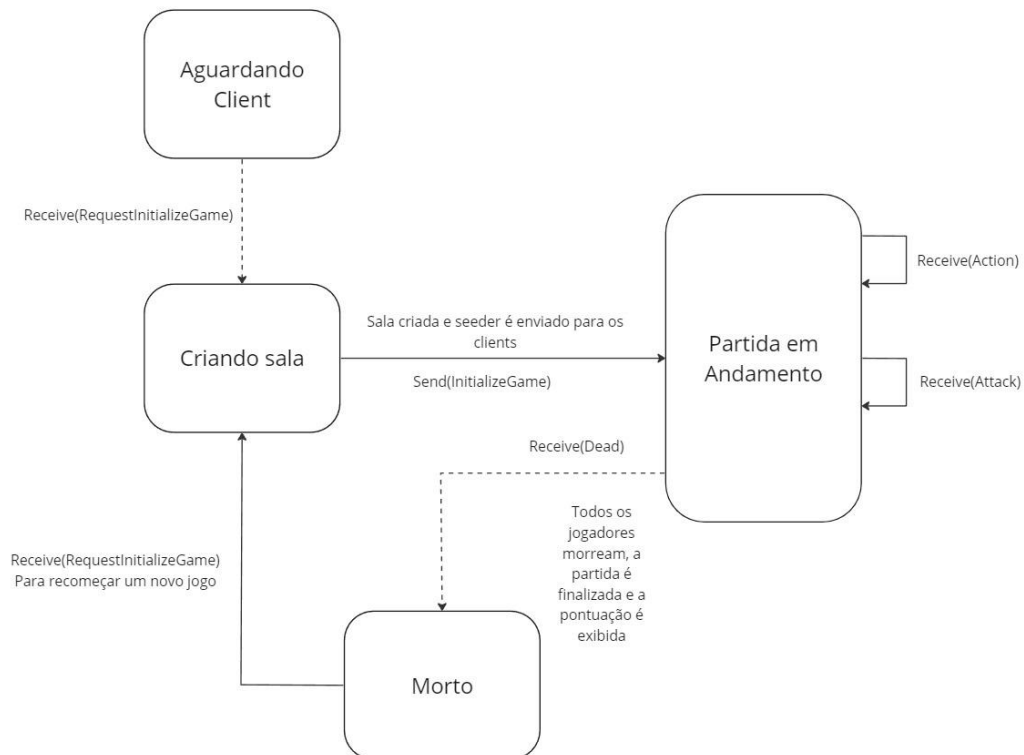 Aguardando
Client
Receive(RequestInitializeGame)
Criando sala
Sala criada e seeder é enviado para os
clients
Send(InitializeGame)
Partida em
Andamento
Receive(Action)
Receive(Attack)
Receive(Dead)
Todos os
jogadores
morream, a
partida é
finalizada e a
pontuação é
exibida
Receive(RequestInitializeGame)
Para recomeçar um novo jogo
Morto